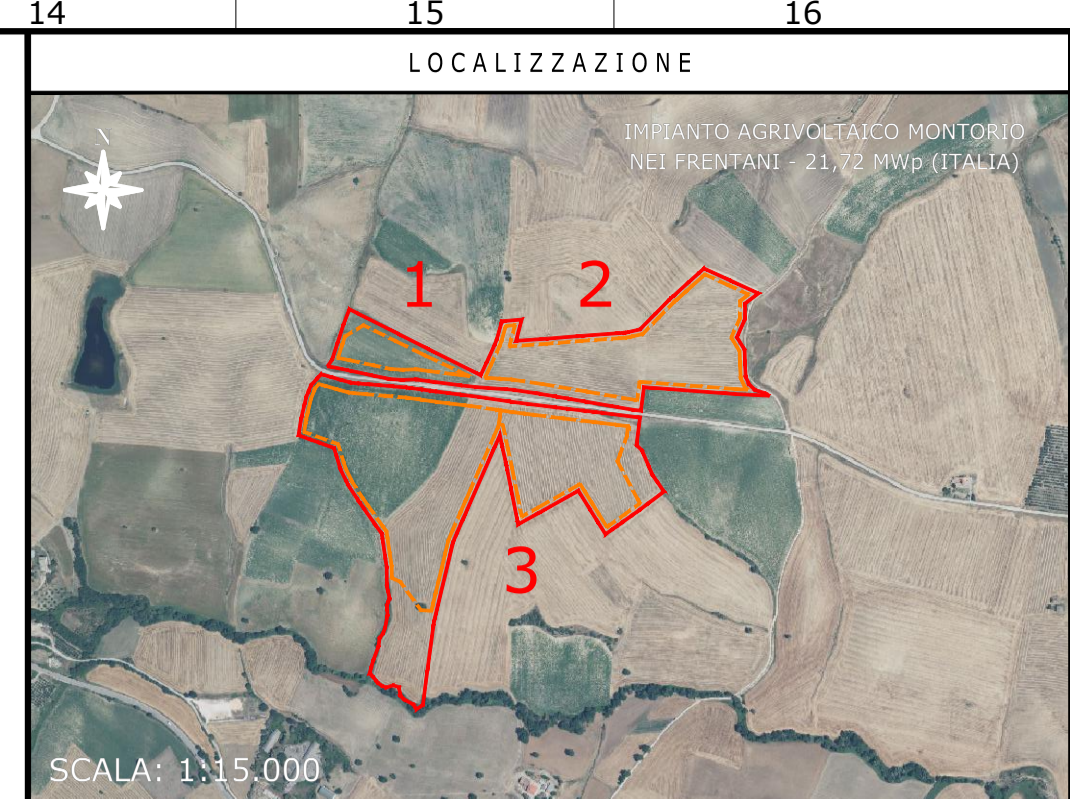 14 15 16
LOCALIZZAZIONE
N
IMPIANTO AGRIVOLTAICO MONTORIO
NEI FRENTANI - 21,72 MWp (ITALIA)
1
2
3
SCALA: 1:15.000